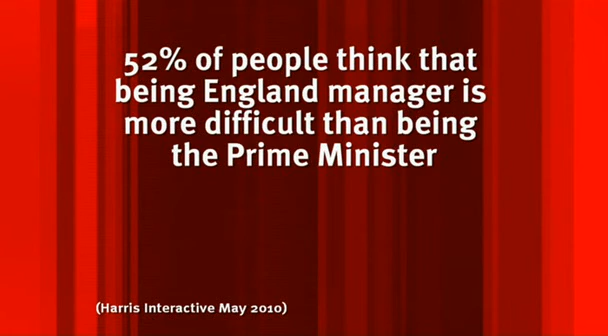 52% of people think that
being England manager is
more difficult than being
the Prime Minister
(Harris Interactive May 2010)